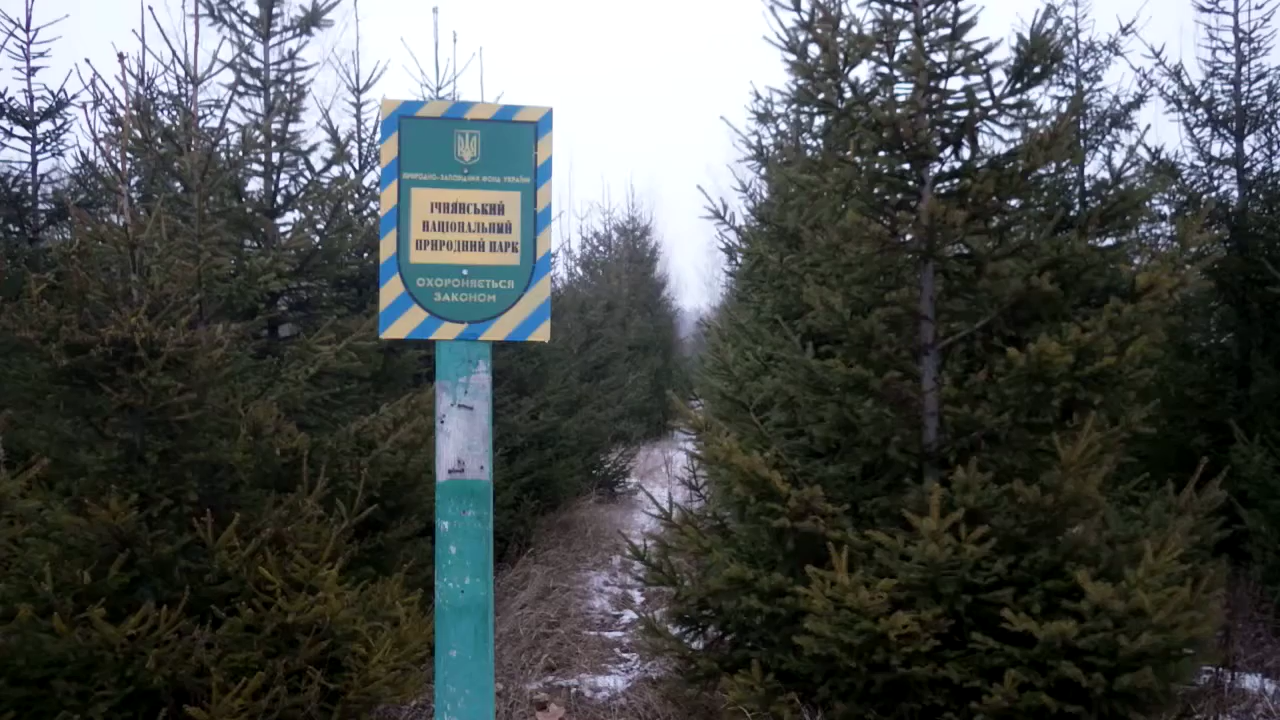 ПРИРОДНО-ЗАПОВІДНИЙ ФОНД УКРАЇНИ
ІЧНЯНСЬКИЙ
НАЦІОНАЛЬНИЙ
ПРИРОДНИЙ ПАРК
ОХОРОНЯЄТЬСЯ
ЗАКОНОМ